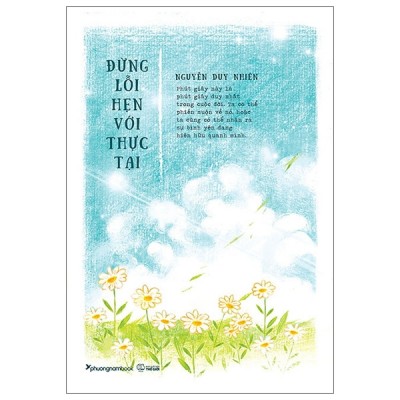 ĐỪNG
LỖI
HẸN
VỚI
THỰC
TẠI
NGUYỄN DUY NHIÊN
Phút giây này là
phút giây duy nhất
trong cuộc đời, ta có thể
phiền muộn về nó, hoặc
ta cũng có thể nhận ra
sự bình yên đang
hiện hữu quanh mình.
phuongnambook
THẾ GIỚI